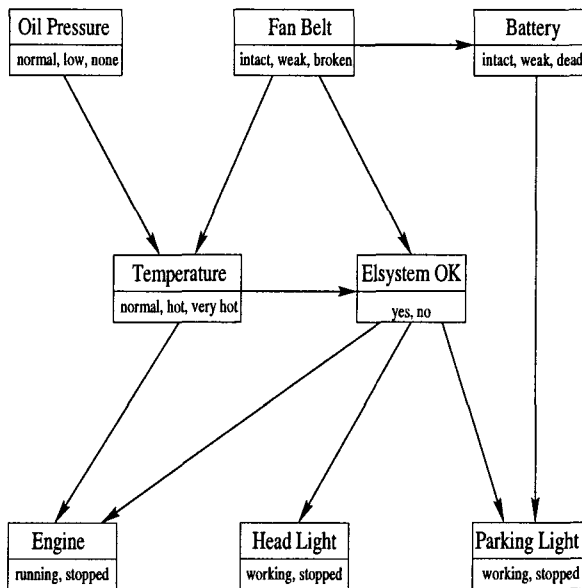 Oil Pressure
normal, low, none
Fan Belt
intact, weak, broken
Battery
intact, weak, dead
Temperature
normal, hot, very hot
Elsystem OK
yes, no
Engine
running, stopped
Head Light
working, stopped
Parking Light
working, stopped